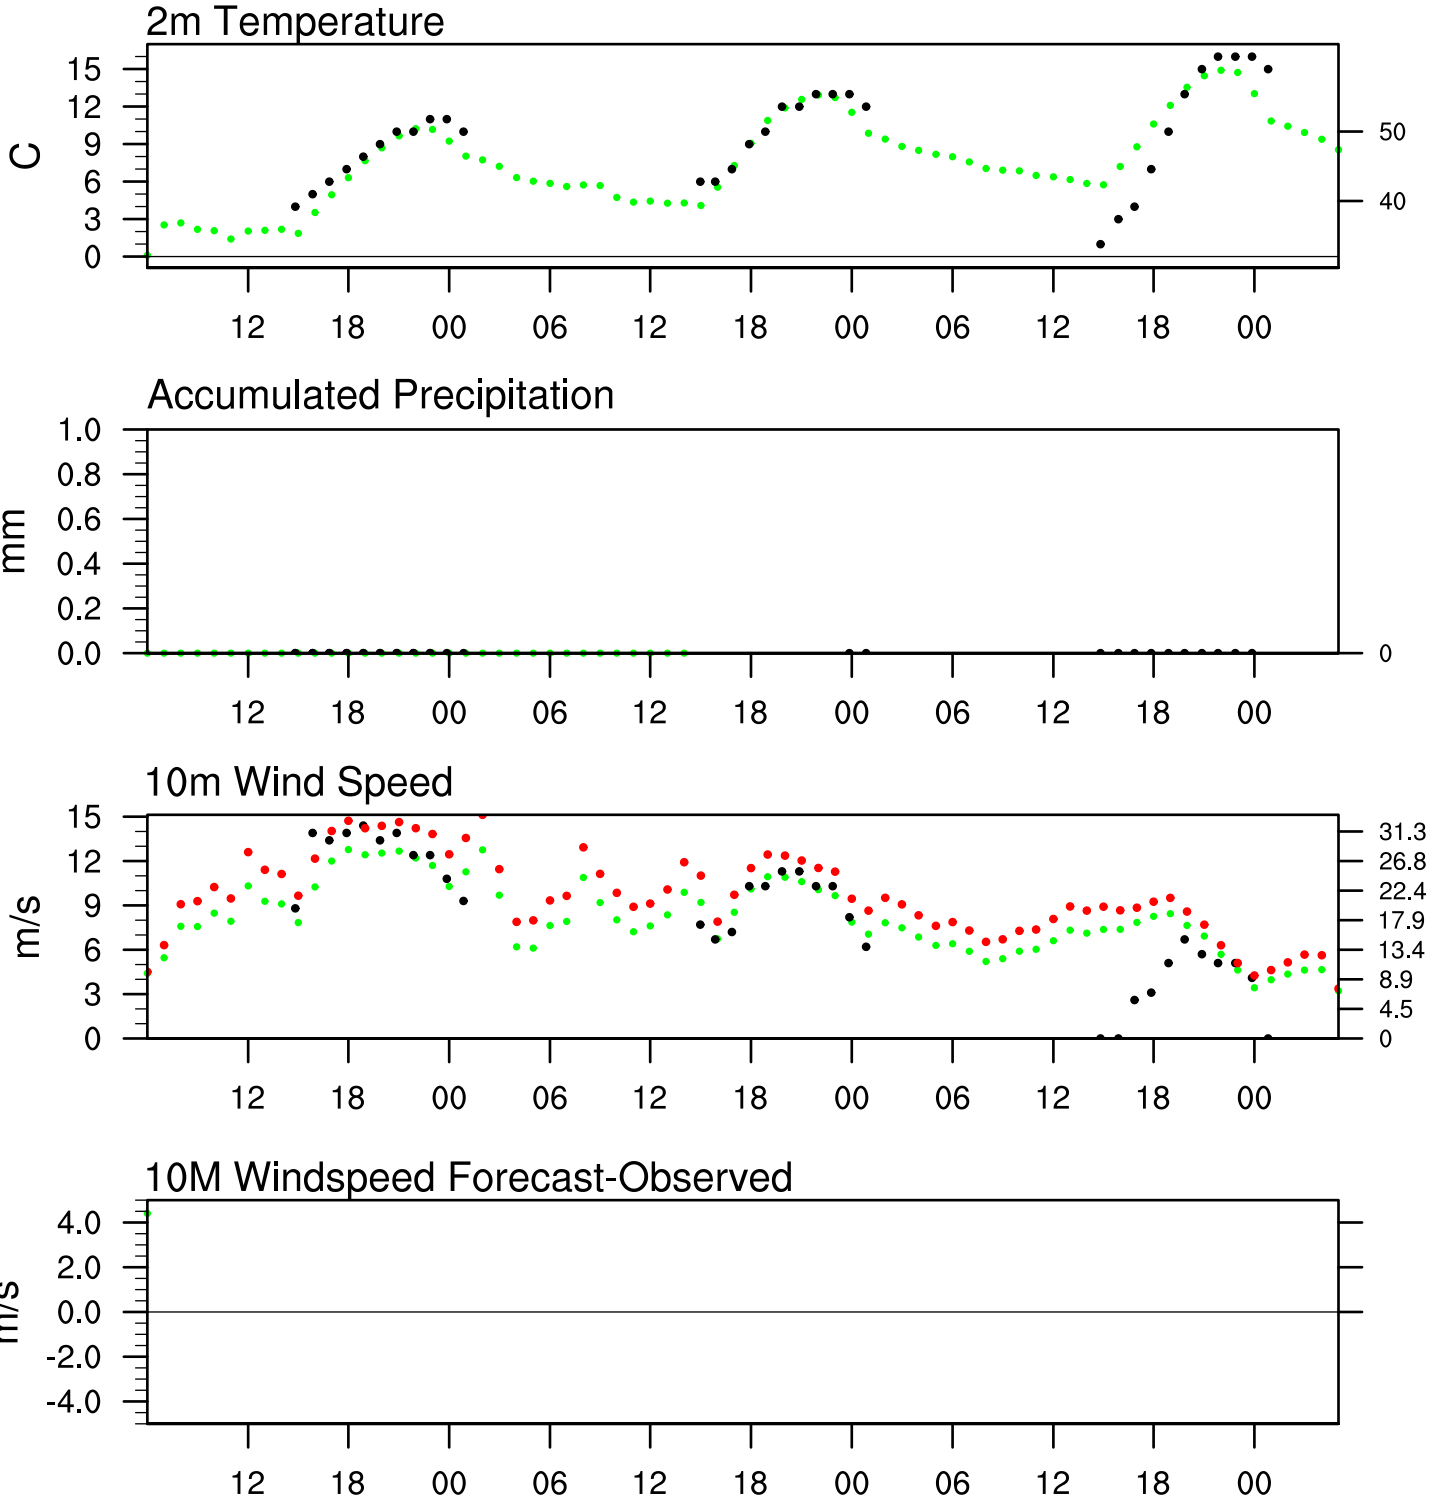 2m Temperature
15
12
9
6
3
0
C
50
40
12 18 00 06 12 18 00 06 12 18 00
Accumulated Precipitation
1.0
0.8
0.6
0.4
0.2
0.0
mm
0
12 18 00 06 12 18 00 06 12 18 00
10m Wind Speed
15
12
9
6
3
0
m/s
31.3
26.8
22.4
17.9
13.4
8.9
4.5
0
12 18 00 06 12 18 00 06 12 18 00
10M Windspeed Forecast-Observed
4.0
2.0
0.0
-2.0
-4.0
m/s
12 18 00 06 12 18 00 06 12 18 00